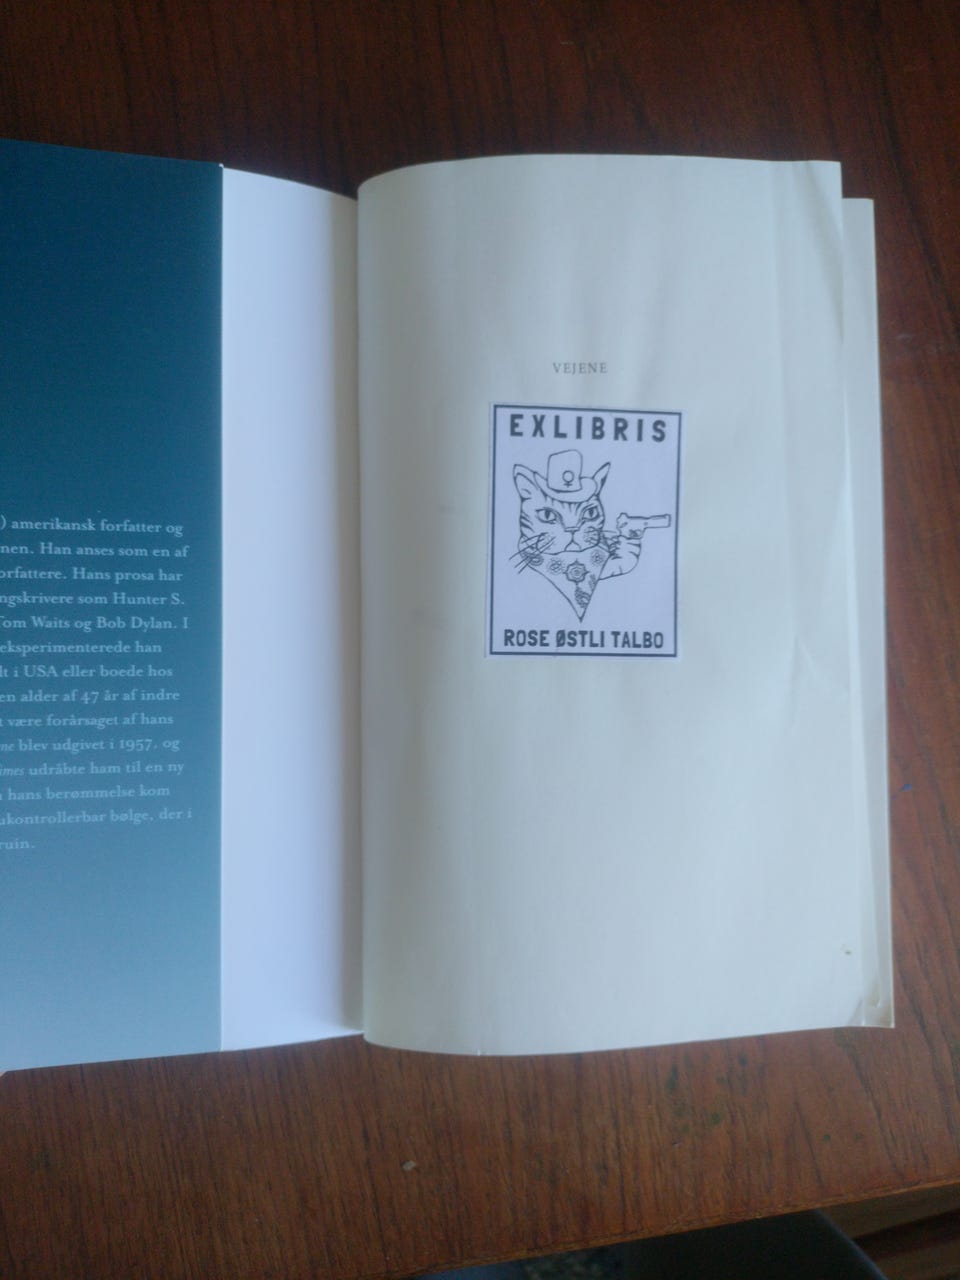 ) amerikansk forfatter og
nen. Han anses som en af
orfattere. Hans prosa har
ngskrivere som Hunter S.
Tom Waits og Bob Dylan. I
eksperimenterede han
lt i USA eller boede hos
en alder af 47 år af indre
t være forårsaget af hans
ne blev udgivet i 1957, og
imes udråbte ham til en ny
hans berømmelse kom
ukontrollerbar bølge, der i
ruin.
VEJENE
EXLIBRIS
ROSE ØSTLI TALBO